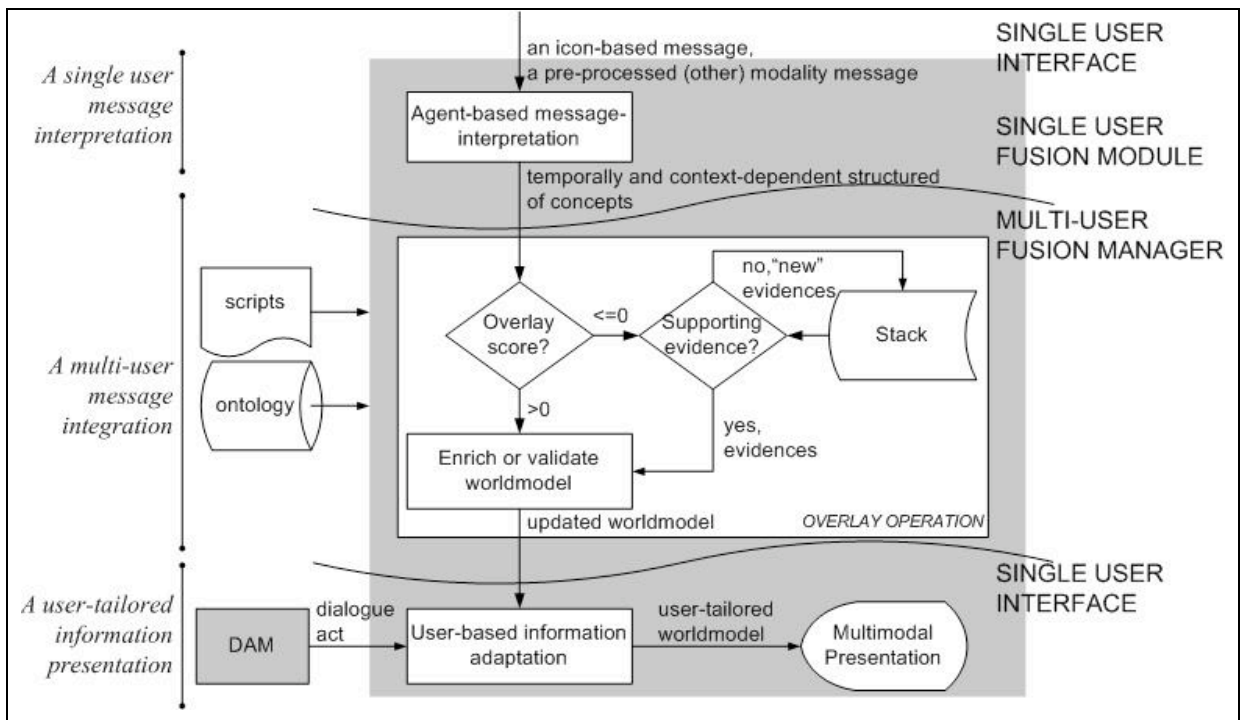 SINGLE USER
INTERFACE
an icon-based message,
a pre-processed (other) modality message
A single user
message
interpretation
Agent-based message-
interpretation
SINGLE USER
FUSION MODULE
temporally and context-dependent structured
of concepts
MULTI-USER
FUSION MANAGER
no,"new"
evidences
scripts
Overlay
score?
<=0
Supporting
evidence?
Stack
A multi-user
message
integration
ontology
>0
yes,
evidences
Enrich or validate
worldmodel
updated worldmodel
OVERLAY OPERATION
SINGLE USER
INTERFACE
A user-tailored
information
presentation
DAM
dialogue
act
User-based information
adaptation
user-tailored
worldmodel
Multimodal
Presentation